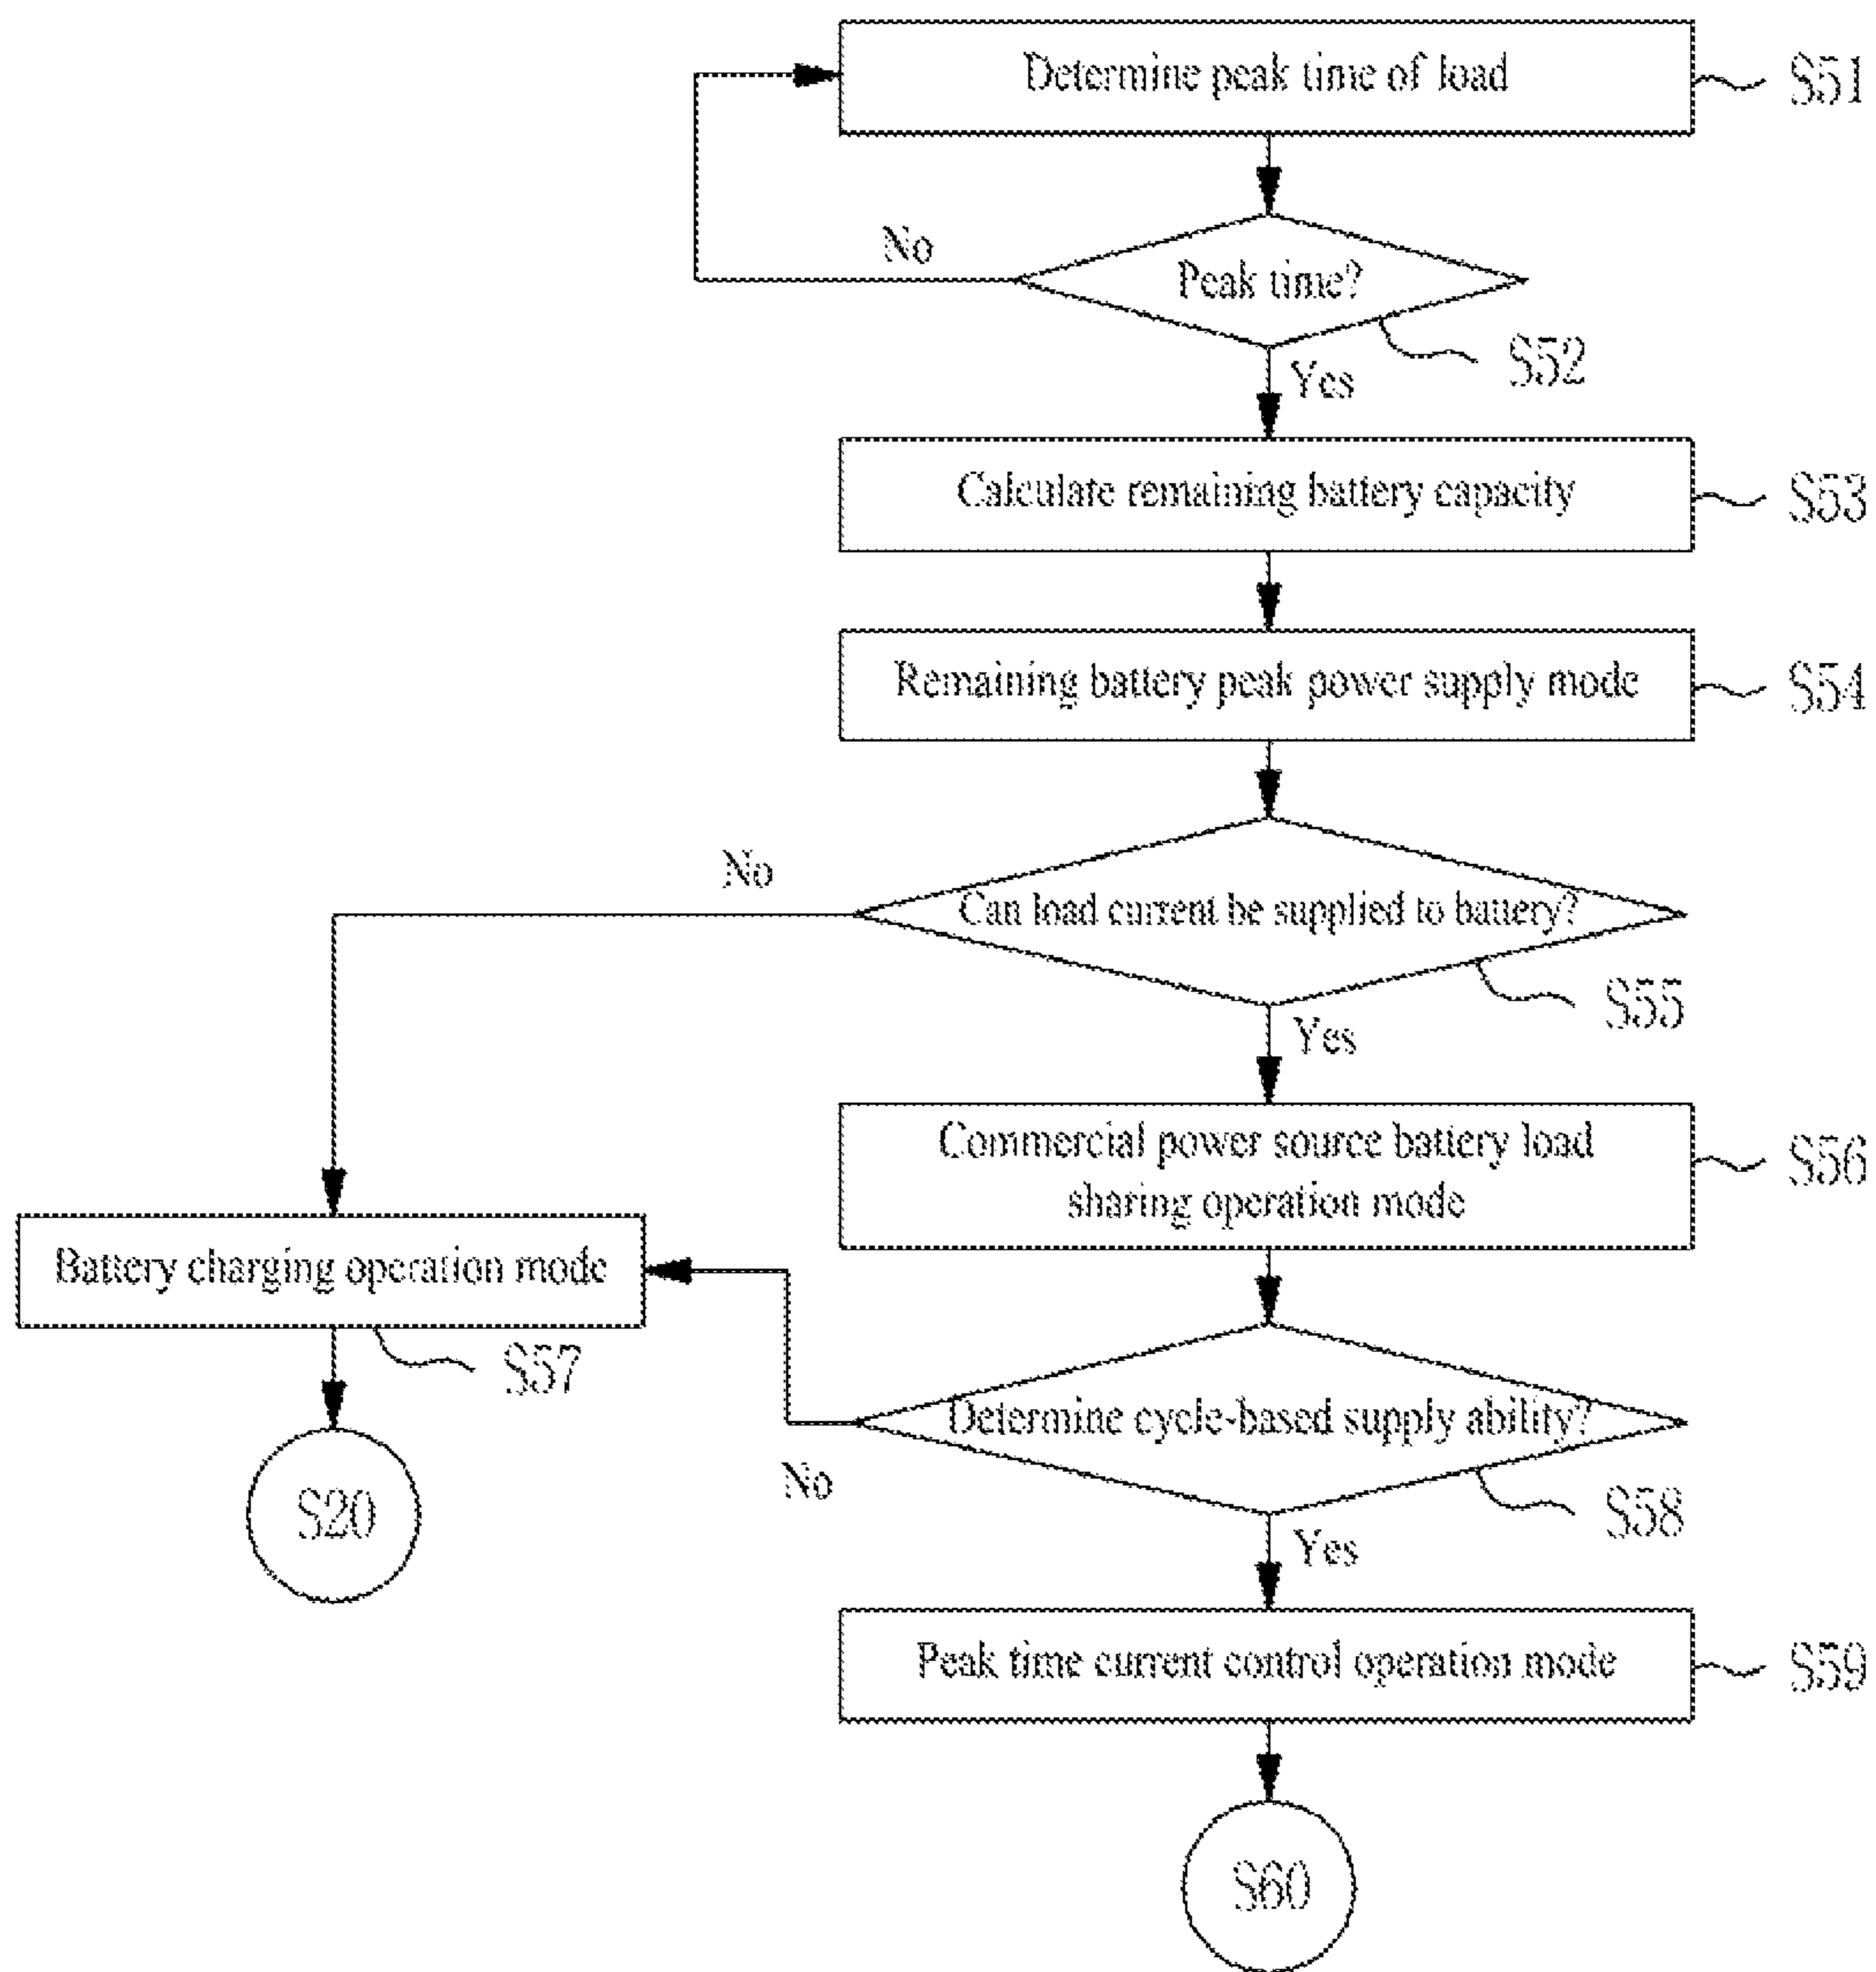 Determine peak time of load
S51
No
Peak time?
S52
Yes
Calculate remaining battery capacity
S53
Remaining battery peak power supply mode
S54
No
Can load current be supplied to battery?
S55
Yes
Commercial power source battery load
sharing operation mode
S56
Battery charging operation mode
S57
Determine cycle-based supply ability?
No
S58
S20
Yes
Peak time current control operation mode
S59
S60